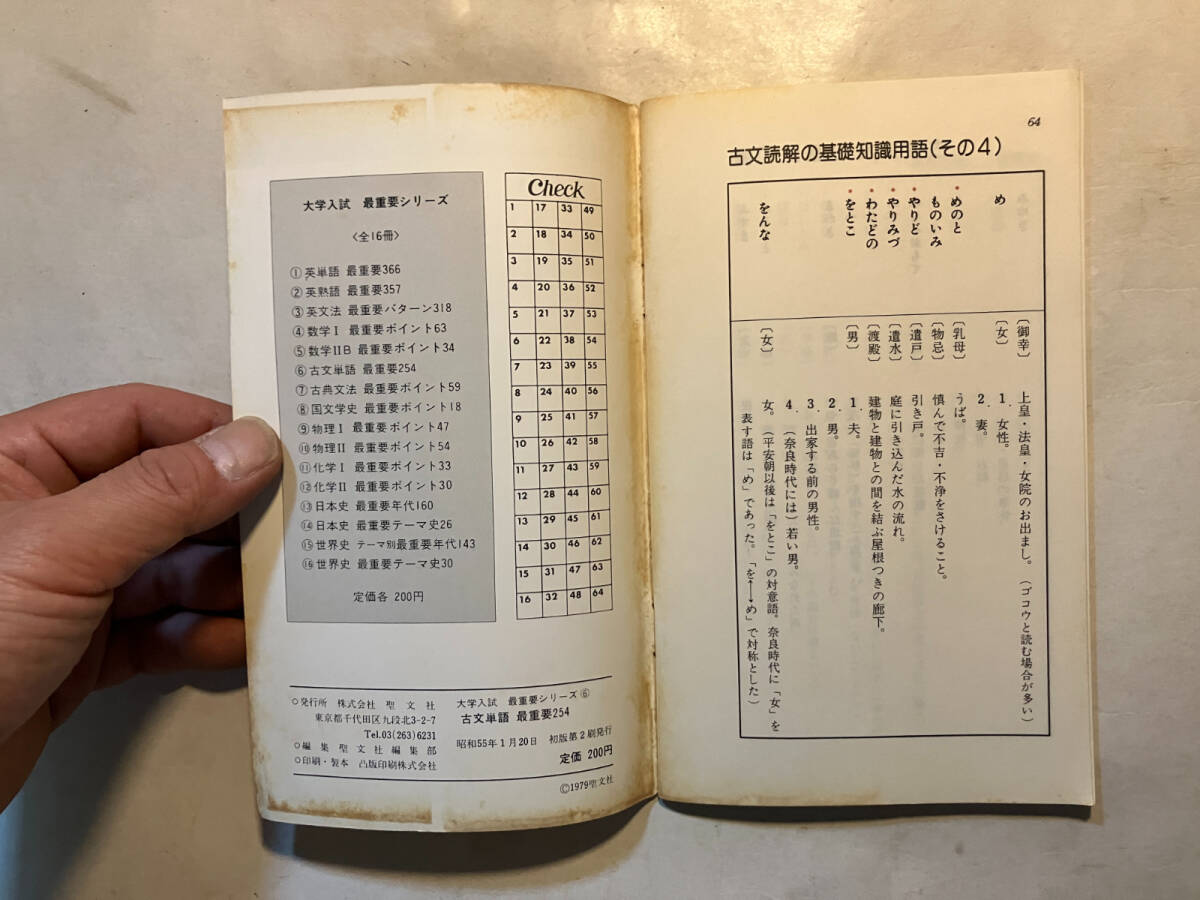 大学入試 最重要シリーズ
〈全16冊〉
①英単語 最重要366
②英熟語 最重要357
③英文法 最重要パターン318
④数学Ⅰ 最重要ポイント63
⑤数学ⅡB 最重要ポイント34
⑥古文単語 最重要254
⑦古典文法 最重要ポイント59
⑧国文学史 最重要ポイント18
⑨物理Ⅰ 最重要ポイント47
⑩物理Ⅱ 最重要ポイント54
⑪化学Ⅰ 最重要ポイント33
⑫化学Ⅱ 最重要ポイント30
⑬日本史 最重要年代160
⑭日本史 最重要テーマ史26
⑮世界史 テーマ別最重要年代143
⑯世界史 最重要テーマ史30
定価各 200円
Check
1 17 33 49
2 18 34 50
3 19 35 51
4 20 36 52
5 21 37 53
6 22 38 54
7 23 39 55
8 24 40 56
9 25 41 57
10 26 42 58
11 27 43 59
12 28 44 60
13 29 45 61
14 30 46 62
15 31 47 63
16 32 48 64
○発行所 株式会社 聖文社
東京都千代田区九段北3-2-7
Tel.03(263)6231
○編集 聖文社編集部
○印刷・製本 凸版印刷株式会社
大学入試 最重要シリーズ⑥
古文単語 最重要254
昭和55年1月20日 初版第2刷発行
定価 200円
©1979聖文社
64
古文読解の基礎知識用語(その4)
〔御幸〕 上皇・法皇・女院のお出まし。(ゴコウと読む場合が多い)
め 〔女〕 1．女性。
2．妻。
・めのと 〔乳母〕 うば。
ものいみ 〔物忌〕 慎んで不吉・不浄をさけること。
・やりど 〔遣戸〕 引き戸。
・やりみづ 〔遣水〕 庭に引き込んだ水の流れ。
・わたどの 〔渡殿〕 建物と建物との間を結ぶ屋根つきの廊下。
・をとこ 〔男〕 1．夫。
2．男。
3．出家する前の男性。
4．(奈良時代には)若い男。
をんな 〔女〕 女。(平安朝以後は「をとこ」の対意語。奈良時代に「女」を
表す語は「め」であった。「を←→め」で対称とした)